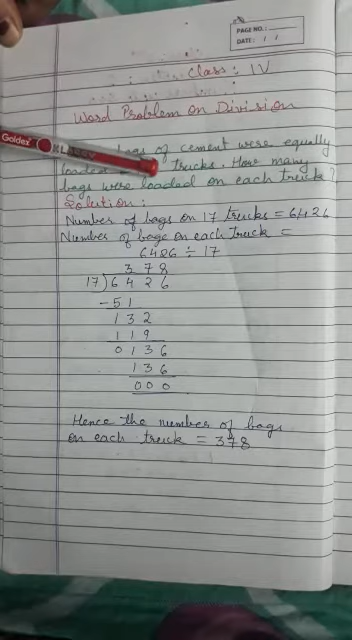 PAGE NO.:
DATE: / /
Class: IV
Word Problem on Division
bags of cement were equally
loaded trucks. How many
bags were loaded on each truck?
Solution:
Number of bags on 17 trucks = 6426
Number of bags on each truck =
6426 ÷ 17
3 7 8
17) 6 4 2 6
- 5 1
1 3 2
1 1 9
0 1 3 6
1 3 6
0 0 0
Hence the number of bags
on each truck = 378
Goldex